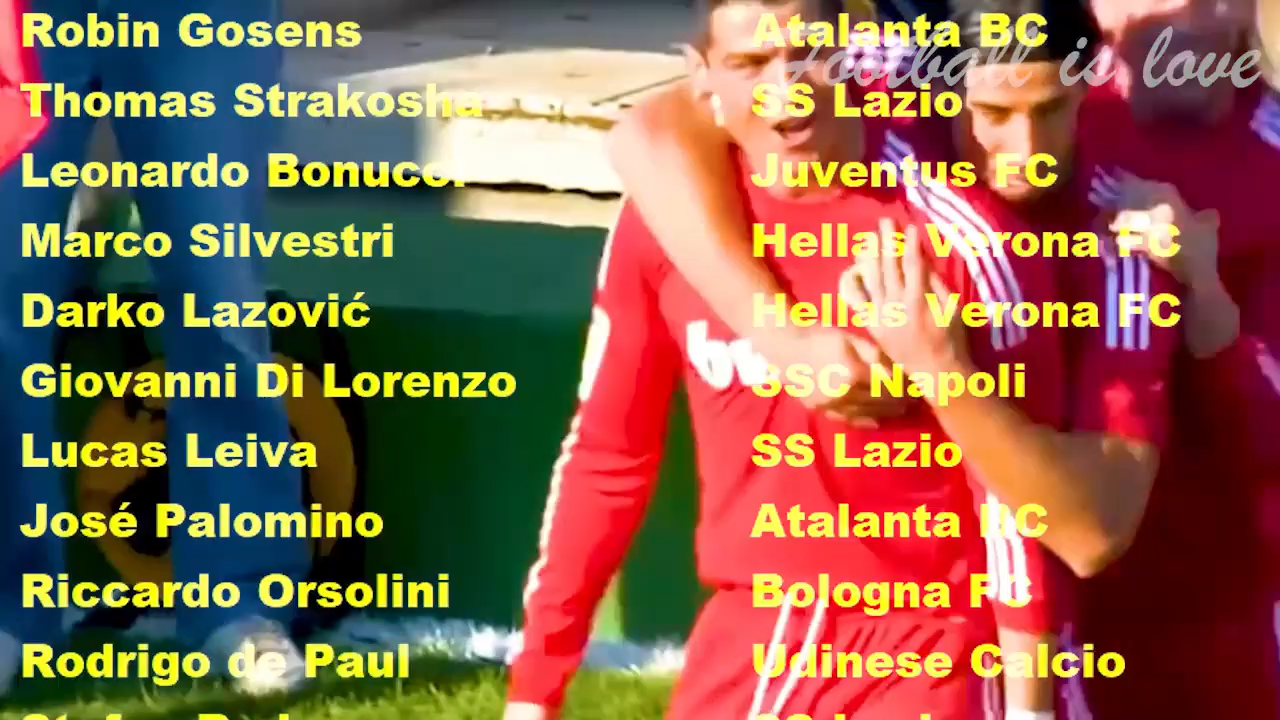 Robin Gosens Atalanta BC
Football is love
Thomas Strakosha SS Lazio
Leonardo Bonucci Juventus FC
Marco Silvestri Hellas Verona FC
Darko Lazović Hellas Verona FC
Giovanni Di Lorenzo SSC Napoli
Lucas Leiva SS Lazio
José Palomino Atalanta BC
Riccardo Orsolini Bologna FC
Rodrigo de Paul Udinese Calcio